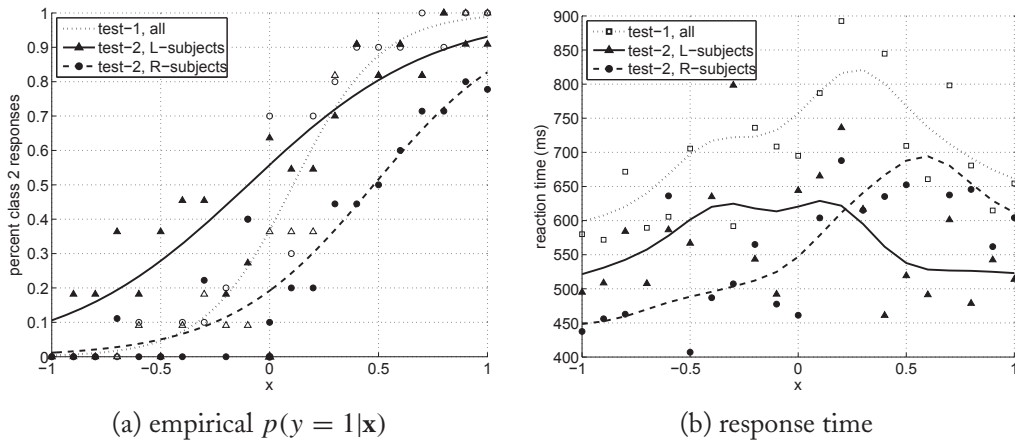 percent class 2 responses
1
0.9
0.8
0.7
0.6
0.5
0.4
0.3
0.2
0.1
0
−1
−0.5
0
0.5
1
x
test-1, all
test-2, L-subjects
test-2, R-subjects
(a) empirical p(y = 1|x)
reaction time (ms)
900
850
800
750
700
650
600
550
500
450
400
−1
−0.5
0
0.5
1
x
test-1, all
test-2, L-subjects
test-2, R-subjects
(b) response time